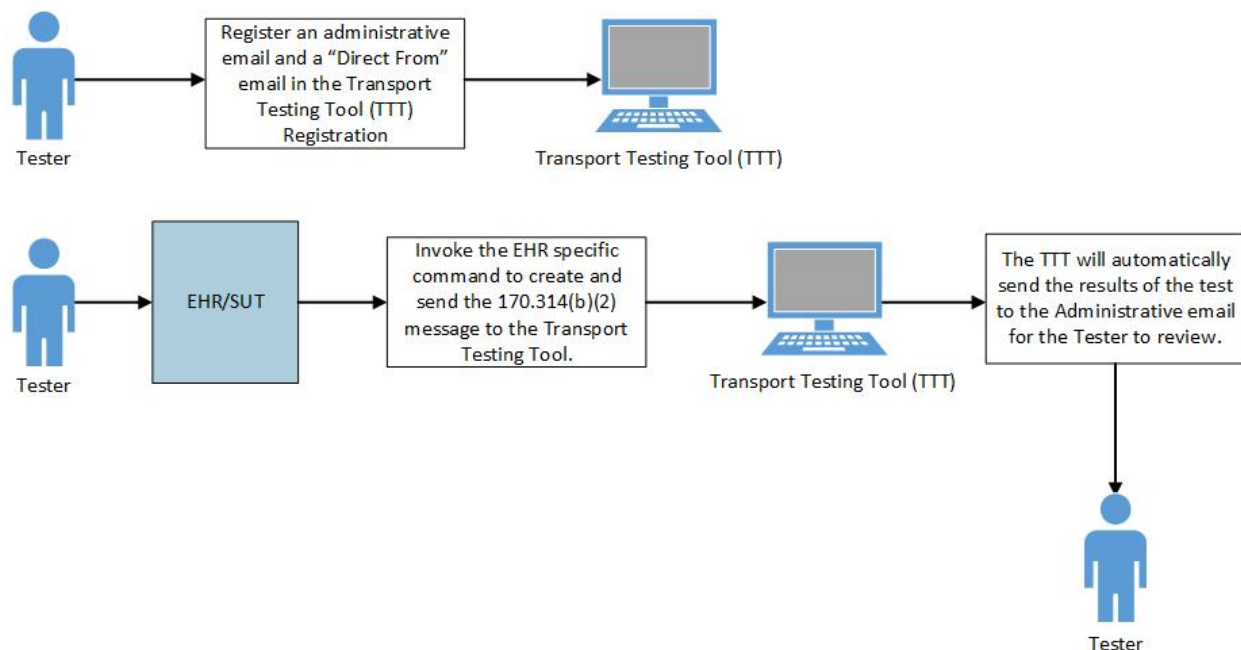 Register an administrative
email and a “Direct From”
email in the Transport
Testing Tool (TTT)
Registration
Tester
Transport Testing Tool (TTT)
EHR/SUT
Invoke the EHR specific
command to create and
send the 170.314(b)(2)
message to the Transport
Testing Tool.
The TTT will automatically
send the results of the test
to the Administrative email
for the Tester to review.
Tester
Transport Testing Tool (TTT)
Tester